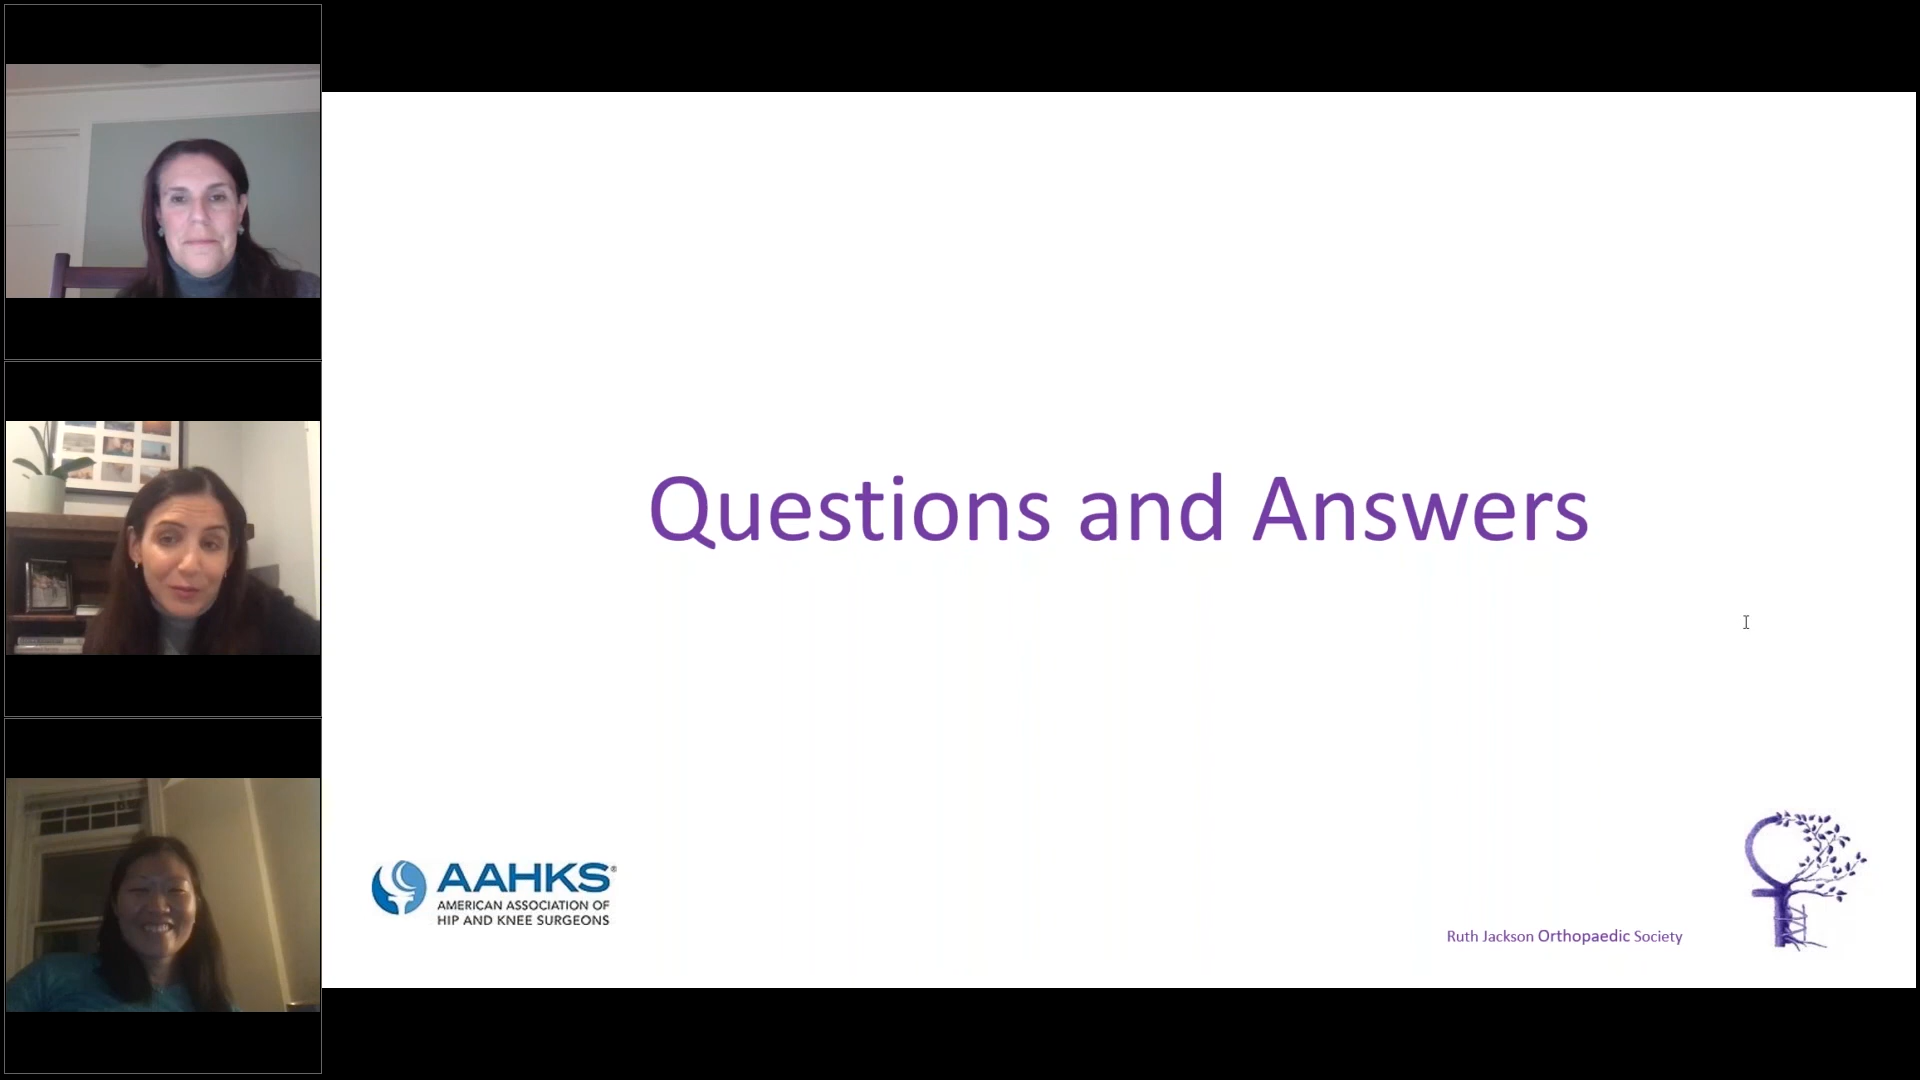 Questions and Answers
AAHKS®
AMERICAN ASSOCIATION OF
HIP AND KNEE SURGEONS
Ruth Jackson Orthopaedic Society